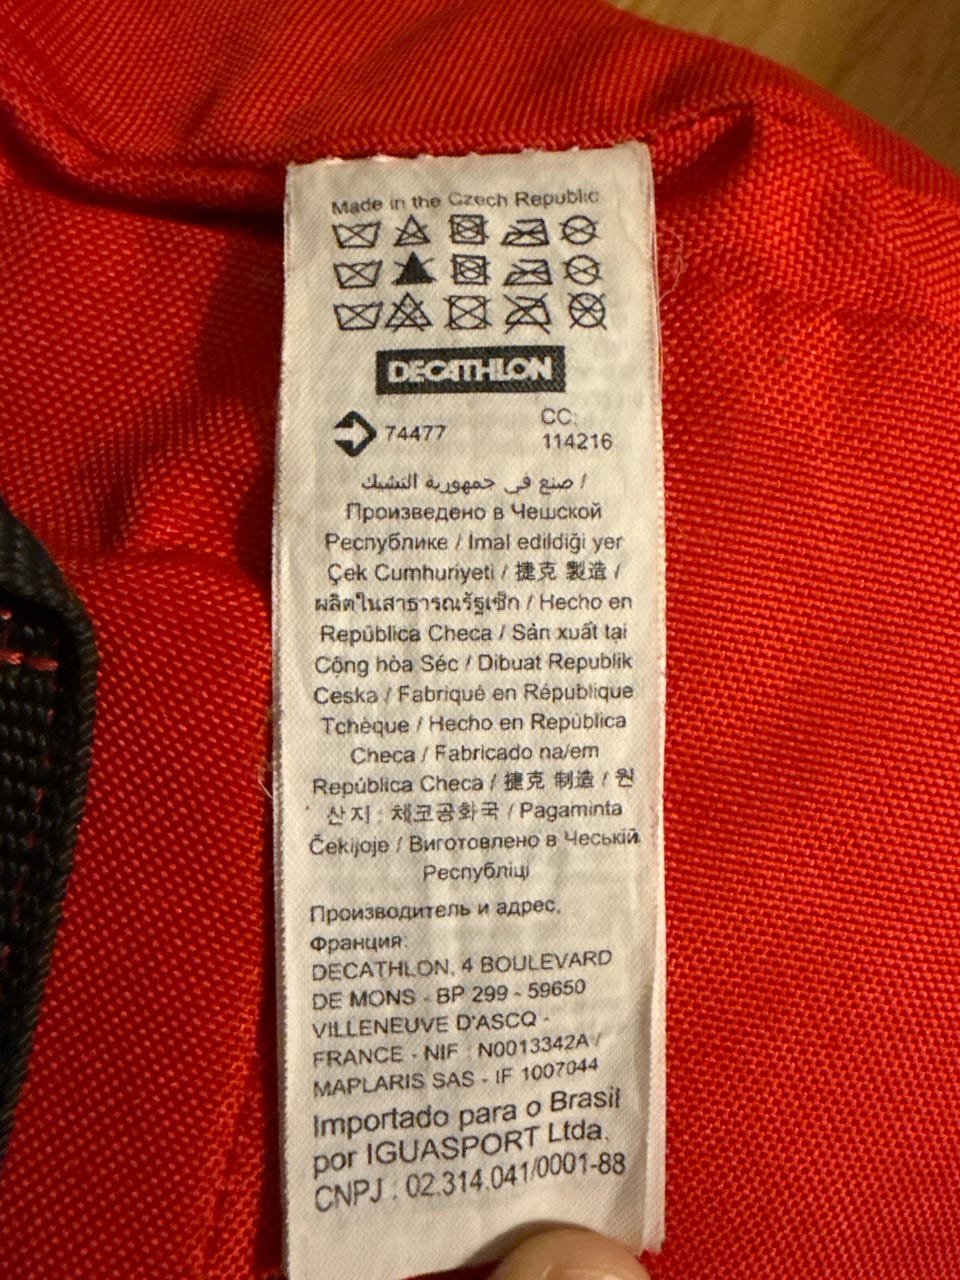 Made in the Czech Republic
DECATHLON
74477
CC:
114216
صنع في جمهورية التشيك /
Произведено в Чешской
Республике / Imal edildiği yer
Çek Cumhuriyeti / 捷克 製造 /
ผลิตในสาธารณรัฐเช็ก / Hecho en
República Checa / Sản xuất tại
Cộng hòa Séc / Dibuat Republik
Ceska / Fabriqué en République
Tchèque / Hecho en República
Checa / Fabricado na/em
República Checa / 捷克 制造 / 원
산지 : 체코공화국 / Pagaminta
Čekijoje / Виготовлено в Чеській
Республіці
Производитель и адрес,
Франция:
DECATHLON, 4 BOULEVARD
DE MONS - BP 299 - 59650
VILLENEUVE D'ASCQ -
FRANCE - NIF : N0013342A /
MAPLARIS SAS - IF 1007044
Importado para o Brasil
por IGUASPORT Ltda.
CNPJ : 02.314.041/0001-88